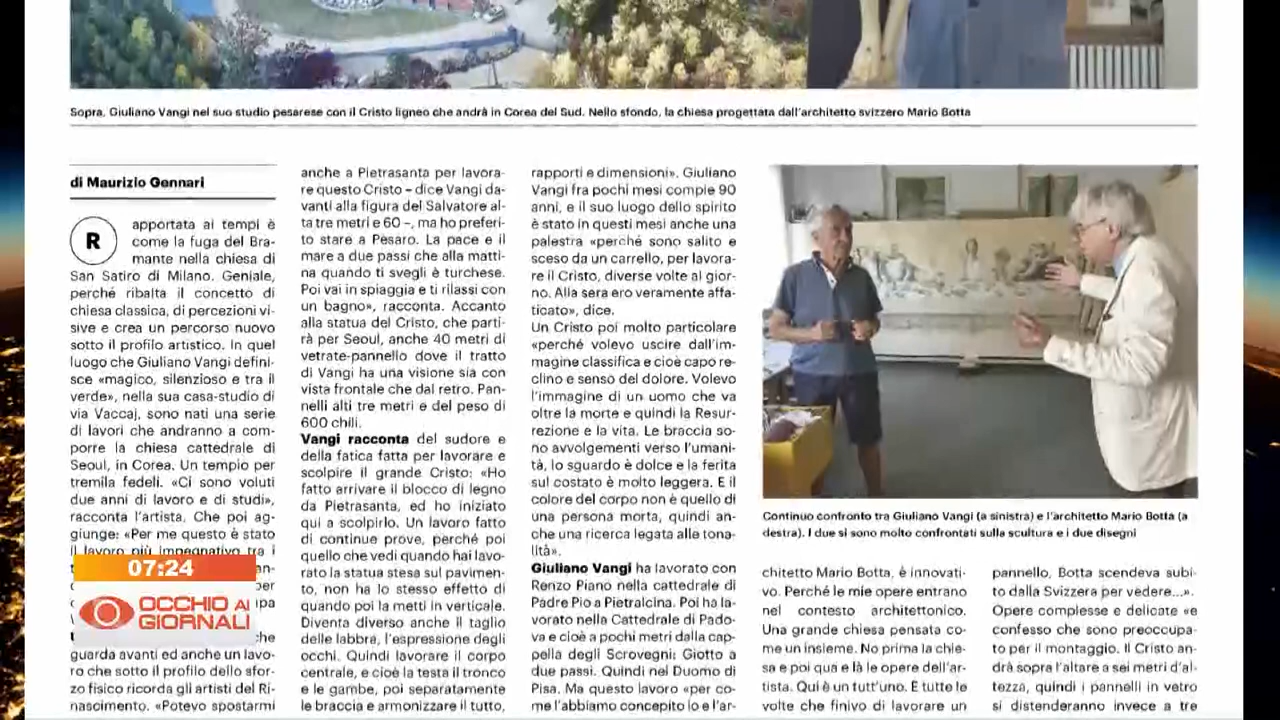 Sopra, Giuliano Vangi nel suo studio pesarese con il Cristo ligneo che andrà in Corea del Sud. Nello sfondo, la chiesa progettata dall'architetto svizzero Mario Botta
di Maurizio Gennari
R
apportata ai tempi è
come la fuga del Bra-
mante nella chiesa di
San Satiro di Milano. Geniale,
perché ribalta il concetto di
chiesa classica, di percezioni vi-
sive e crea un percorso nuovo
sotto il profilo artistico. In quel
luogo che Giuliano Vangi defini-
sce «magico, silenzioso e tra il
verde», nella sua casa-studio di
via Vaccaj, sono nati una serie
di lavori che andranno a com-
porre la chiesa cattedrale di
Seoul, in Corea. Un tempio per
tremila fedeli. «Ci sono voluti
due anni di lavoro e di studi»,
racconta l'artista. Che poi ag-
giunge: «Per me questo è stato
il lavoro più impegnativo tra i
che
guarda avanti ed anche un lavo-
ro che sotto il profilo dello sfor-
zo fisico ricorda gli artisti del Ri-
nascimento. «Potevo spostarmi
anche a Pietrasanta per lavora-
re questo Cristo – dice Vangi da-
vanti alla figura del Salvatore al-
ta tre metri e 60 –, ma ho preferi-
to stare a Pesaro. La pace e il
mare a due passi che alla matti-
na quando ti svegli è turchese.
Poi vai in spiaggia e ti rilassi con
un bagno», racconta. Accanto
alla statua del Cristo, che parti-
rà per Seoul, anche 40 metri di
vetrate-pannello dove il tratto
di Vangi ha una visione sia con
vista frontale che dal retro. Pan-
nelli alti tre metri e del peso di
600 chili.
Vangi racconta del sudore e
della fatica fatta per lavorare e
scolpire il grande Cristo: «Ho
fatto arrivare il blocco di legno
da Pietrasanta, ed ho iniziato
qui a scolpirlo. Un lavoro fatto
di continue prove, perché poi
quello che vedi quando hai lavo-
rato la statua stesa sul pavimen-
to, non ha lo stesso effetto di
quando poi la metti in verticale.
Diventa diverso anche il taglio
delle labbra, l'espressione degli
occhi. Quindi lavorare il corpo
centrale, e cioè la testa il tronco
e le gambe, poi separatamente
le braccia e armonizzare il tutto,
rapporti e dimensioni». Giuliano
Vangi fra pochi mesi compie 90
anni, e il suo luogo dello spirito
è stato in questi mesi anche una
palestra «perché sono salito e
sceso da un carrello, per lavora-
re il Cristo, diverse volte al gior-
no. Alla sera ero veramente affa-
ticato», dice.
Un Cristo poi molto particolare
«perché volevo uscire dall'im-
magine classifica e cioè capo re-
clino e senso del dolore. Volevo
l'immagine di un uomo che va
oltre la morte e quindi la Resur-
rezione e la vita. Le braccia so-
no avvolgimenti verso l'umani-
tà, lo sguardo è dolce e la ferita
sul costato è molto leggera. E il
colore del corpo non è quello di
una persona morta, quindi an-
che una ricerca legata alle tona-
lità».
Giuliano Vangi ha lavorato con
Renzo Piano nella cattedrale di
Padre Pio a Pietralcina. Poi ha la-
vorato nella Cattedrale di Pado-
va e cioè a pochi metri dalla cap-
pella degli Scrovegni: Giotto a
due passi. Quindi nel Duomo di
Pisa. Ma questo lavoro «per co-
me l'abbiamo concepito io e l'ar-
Continuo confronto tra Giuliano Vangi (a sinistra) e l'architetto Mario Botta (a
destra). I due si sono molto confrontati sulla scultura e i due disegni
chitetto Mario Botta, è innovati-
vo. Perché le mie opere entrano
nel contesto architettonico.
Una grande chiesa pensata co-
me un insieme. No prima la chie-
sa e poi qua e là le opere dell'ar-
tista. Qui è un tutt'uno. E tutte le
volte che finivo di lavorare un
pannello, Botta scendeva subi-
to dalla Svizzera per vedere...».
Opere complesse e delicate «e
confesso che sono preoccupa-
to per il montaggio. Il Cristo an-
drà sopra l'altare a sei metri d'al-
tezza, quindi i pannelli in vetro
si distenderanno invece a tre
07:24
OCCHIO AI
GIORNALI